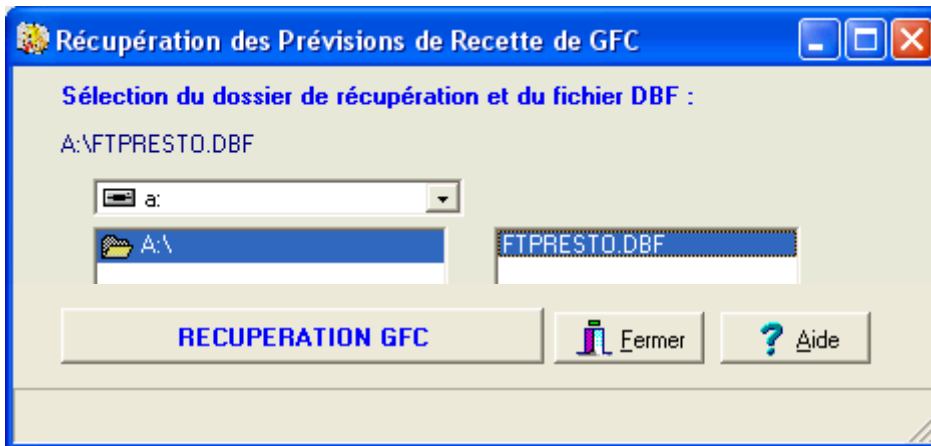 Récupération des Prévisions de Recette de GFC
Sélection du dossier de récupération et du fichier DBF :
A:\FTPRESTO.DBF
a:
A:\
FTPRESTO.DBF
RECUPERATION GFC
Fermer
Aide